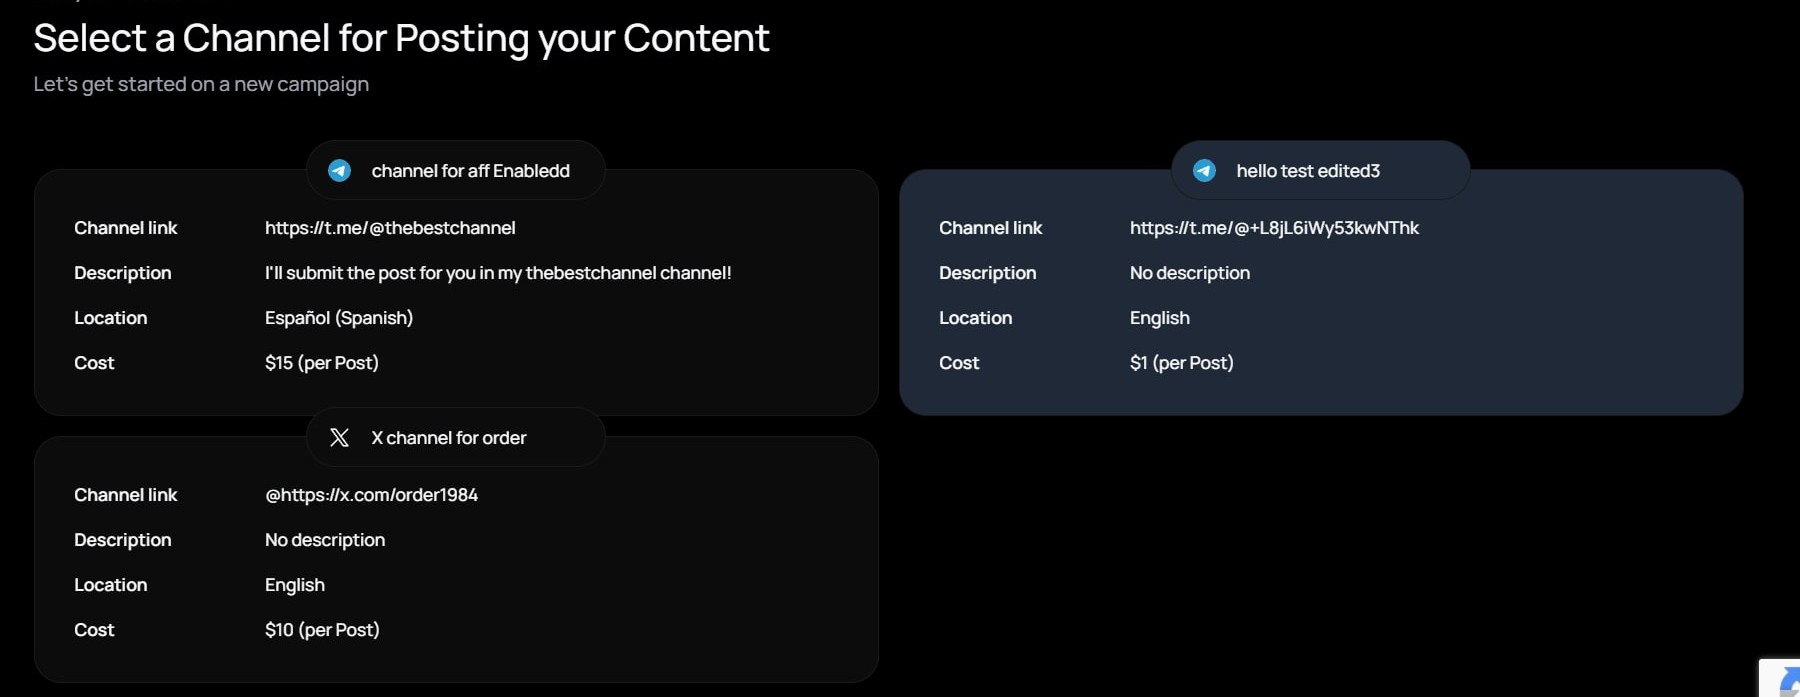 Select a Channel for Posting your Content
Let's get started on a new campaign
channel for aff Enabledd
Channel link https://t.me/@thebestchannel
Description I'll submit the post for you in my thebestchannel channel!
Location Español (Spanish)
Cost $15 (per Post)
hello test edited3
Channel link https://t.me/@+L8jL6iWy53kwNThk
Description No description
Location English
Cost $1 (per Post)
X channel for order
Channel link @https://x.com/order1984
Description No description
Location English
Cost $10 (per Post)